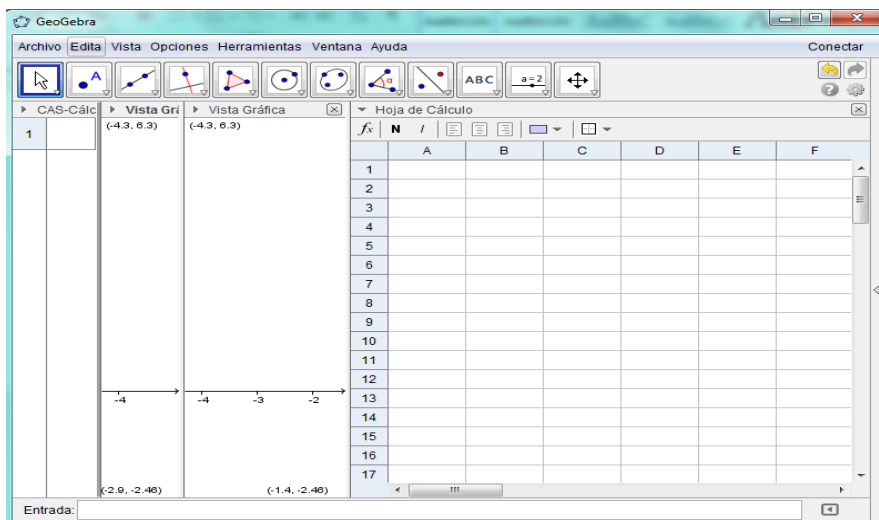 GeoGebra
Archivo Edita Vista Opciones Herramientas Ventana Ayuda Conectar
A α ABC a=2
CAS-Cálc Vista Grá Vista Gráfica Hoja de Cálculo
fx N I
A B C D E F
1 (-4.3, 6.3) (-4.3, 6.3)
1
2
3
4
5
6
7
8
9
10
11
12
13
14
15
16
17
-4 -4 -3 -2
(-2.9, -2.46) (-1.4, -2.46)
Entrada: